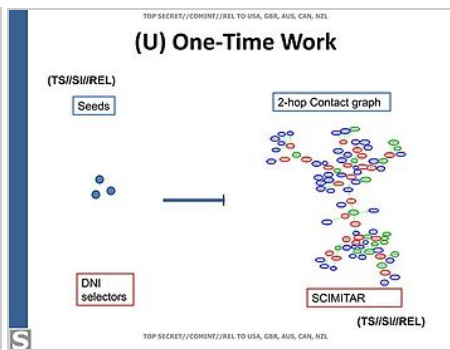 TOP SECRET//COMINT//REL TO USA, GBR, AUS, CAN, NZL
(U) One-Time Work
(TS//SI//REL)
Seeds
2-hop Contact graph
DNI
selectors
SCIMITAR
(TS//SI//REL)
TOP SECRET//COMINT//REL TO USA, GBR, AUS, CAN, NZL
S